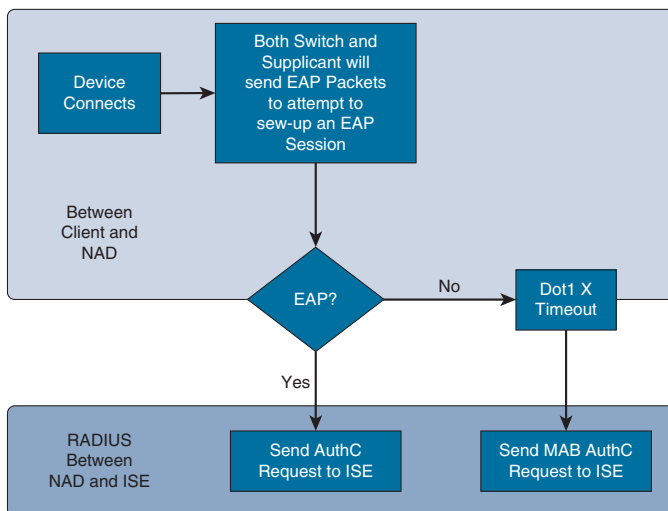 Device
Connects
Both Switch and
Supplicant will
send EAP Packets
to attempt to
sew-up an EAP
Session
Between
Client and
NAD
EAP?
No
Dot1 X
Timeout
Yes
RADIUS
Between
NAD and ISE
Send AuthC
Request to ISE
Send MAB AuthC
Request to ISE